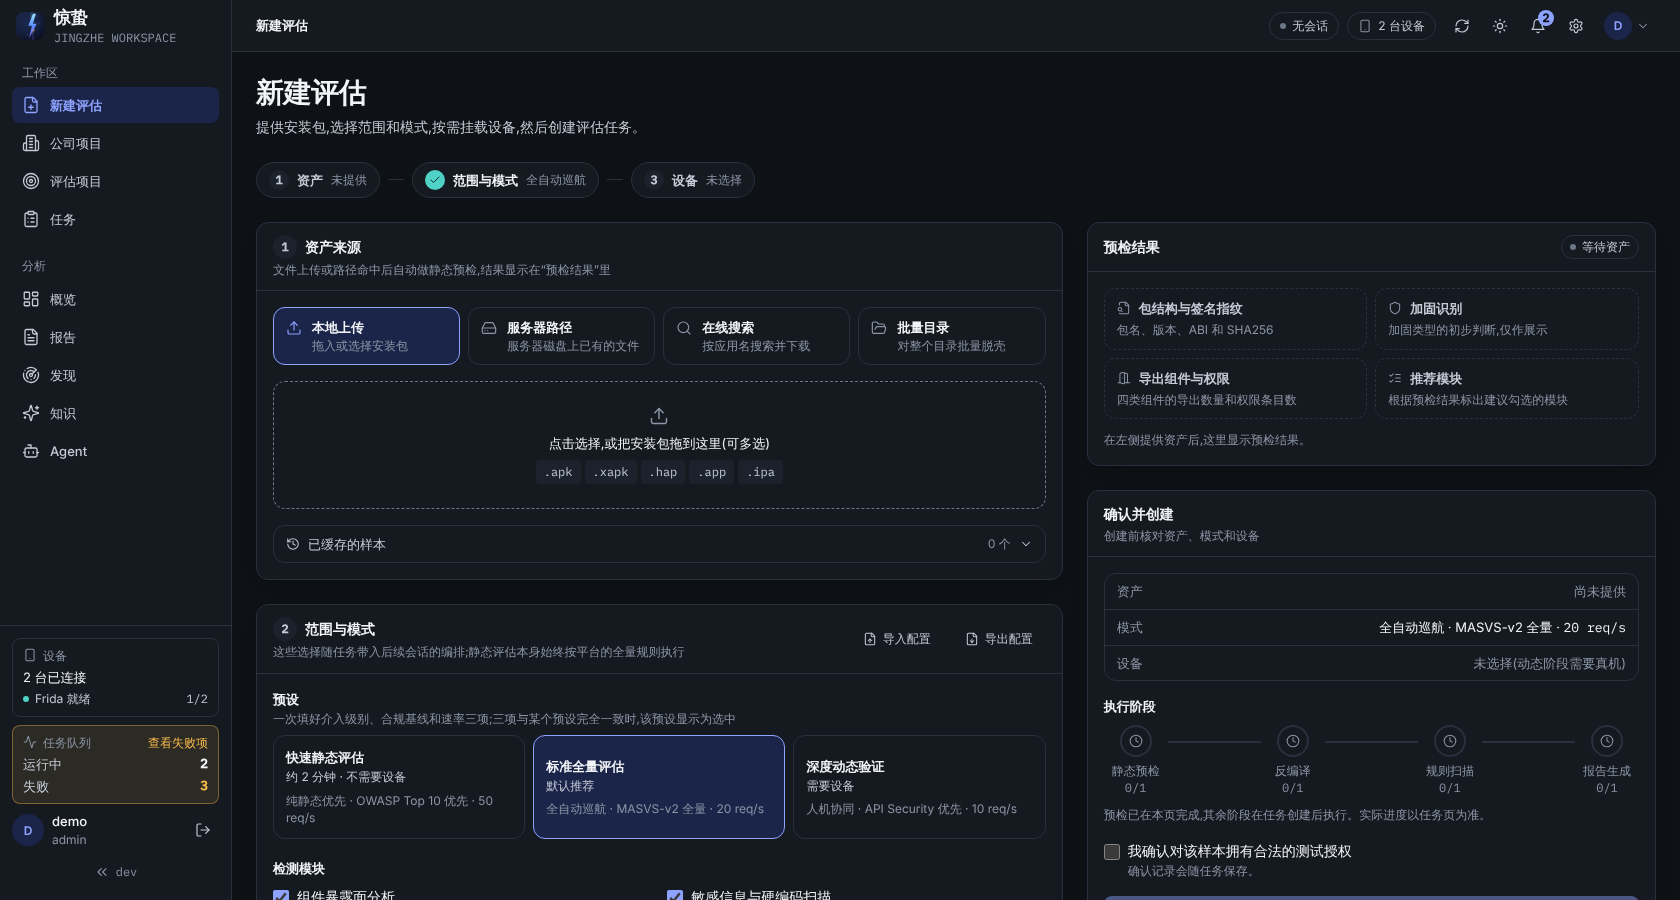 惊蛰
JINGZHE WORKSPACE
工作区
新建评估
公司项目
评估项目
任务
分析
概览
报告
发现
知识
Agent
设备
2 台已连接
Frida 就绪 1/2
任务队列 查看失败项
运行中 2
失败 3
D
demo
admin
dev
新建评估
无会话
2 台设备
2
D
新建评估
提供安装包,选择范围和模式,按需挂载设备,然后创建评估任务。
1 资产 未提供
范围与模式 全自动巡航
3 设备 未选择
1 资产来源
文件上传或路径命中后自动做静态预检,结果显示在“预检结果”里
本地上传
拖入或选择安装包
服务器路径
服务器磁盘上已有的文件
在线搜索
按应用名搜索并下载
批量目录
对整个目录批量脱壳
点击选择,或把安装包拖到这里(可多选)
.apk .xapk .hap .app .ipa
已缓存的样本 0 个
2 范围与模式
这些选择随任务带入后续会话的编排;静态评估本身始终按平台的全量规则执行
导入配置
导出配置
预设
一次填好介入级别、合规基线和速率三项;三项与某个预设完全一致时,该预设显示为选中
快速静态评估
约 2 分钟 · 不需要设备
纯静态优先 · OWASP Top 10 优先 · 50
req/s
标准全量评估
默认推荐
全自动巡航 · MASVS-v2 全量 · 20 req/s
深度动态验证
需要设备
人机协同 · API Security 优先 · 10 req/s
检测模块
组件暴露面分析
敏感信息与硬编码扫描
预检结果
等待资产
包结构与签名指纹
包名、版本、ABI 和 SHA256
加固识别
加固类型的初步判断,仅作展示
导出组件与权限
四类组件的导出数量和权限条目数
推荐模块
根据预检结果标出建议勾选的模块
在左侧提供资产后,这里显示预检结果。
确认并创建
创建前核对资产、模式和设备
资产 尚未提供
模式 全自动巡航 · MASVS-v2 全量 · 20 req/s
设备 未选择(动态阶段需要真机)
执行阶段
静态预检 反编译 规则扫描 报告生成
0/1 0/1 0/1 0/1
预检已在本页完成,其余阶段在任务创建后执行。实际进度以任务页为准。
我确认对该样本拥有合法的测试授权
确认记录会随任务保存。